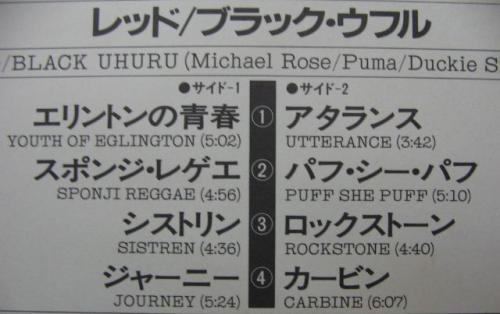 レッド/ブラック・ウフル
/BLACK UHURU (Michael Rose/Puma/Duckie S
●サイド-1
エリントンの青春
YOUTH OF EGLINGTON (5:02)
スポンジ・レゲエ
SPONJI REGGAE (4:56)
シストリン
SISTREN (4:36)
ジャーニー
JOURNEY (5:24)
1
2
3
4
●サイド-2
アタランス
UTTERANCE (3:42)
パフ・シー・パフ
PUFF SHE PUFF (5:10)
ロックストーン
ROCKSTONE (4:40)
カービン
CARBINE (6:07)